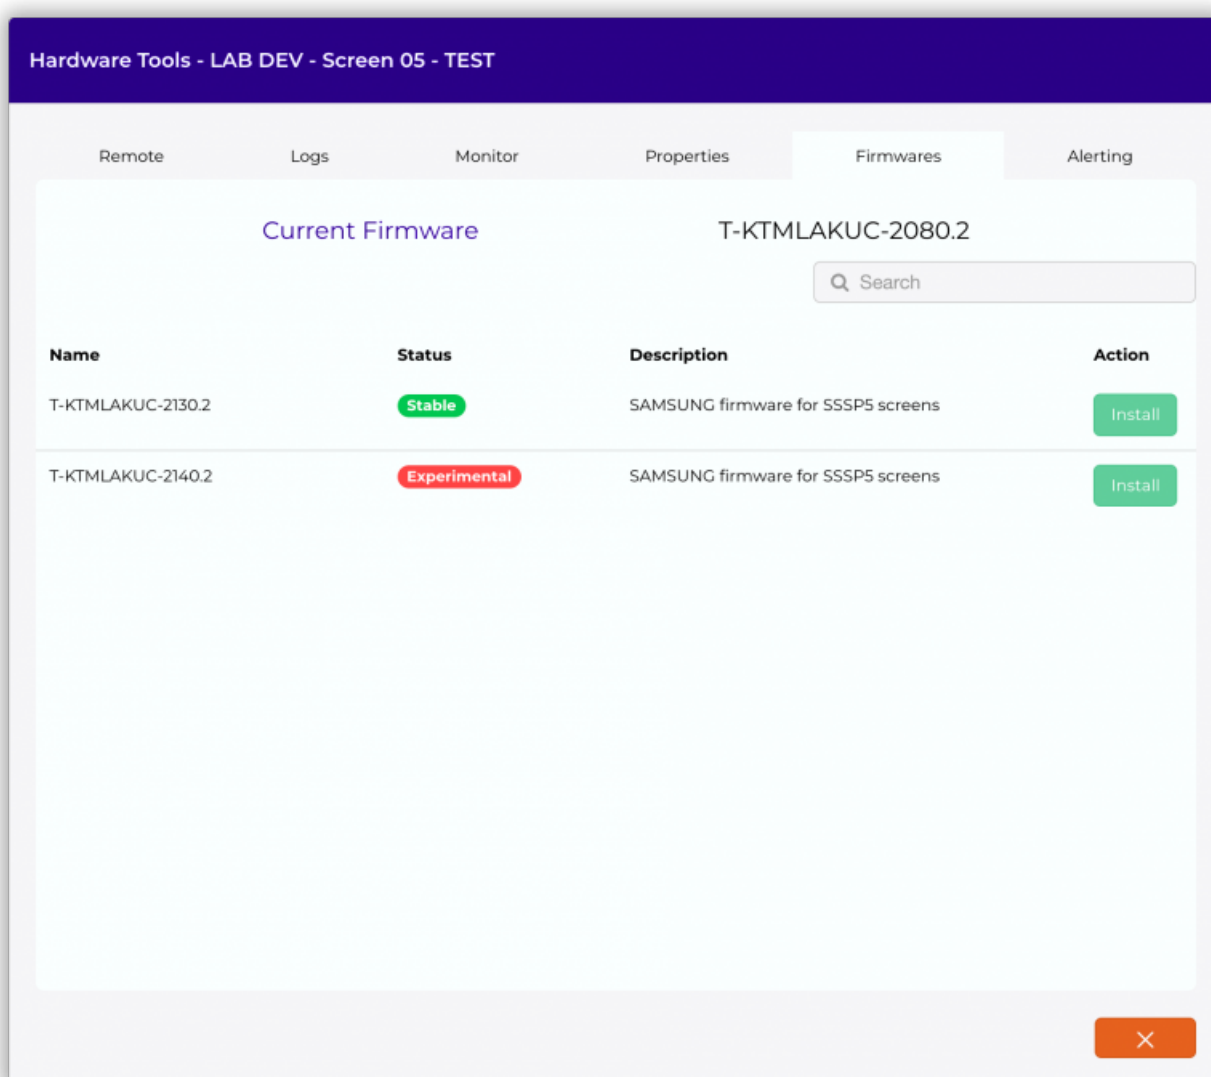 Hardware Tools - LAB DEV - Screen 05 - TEST
Remote Logs Monitor Properties Firmwares Alerting
Current Firmware T-KTMLAKUC-2080.2
Search
Name Status Description Action
T-KTMLAKUC-2130.2 Stable SAMSUNG firmware for SSSP5 screens Install
T-KTMLAKUC-2140.2 Experimental SAMSUNG firmware for SSSP5 screens Install